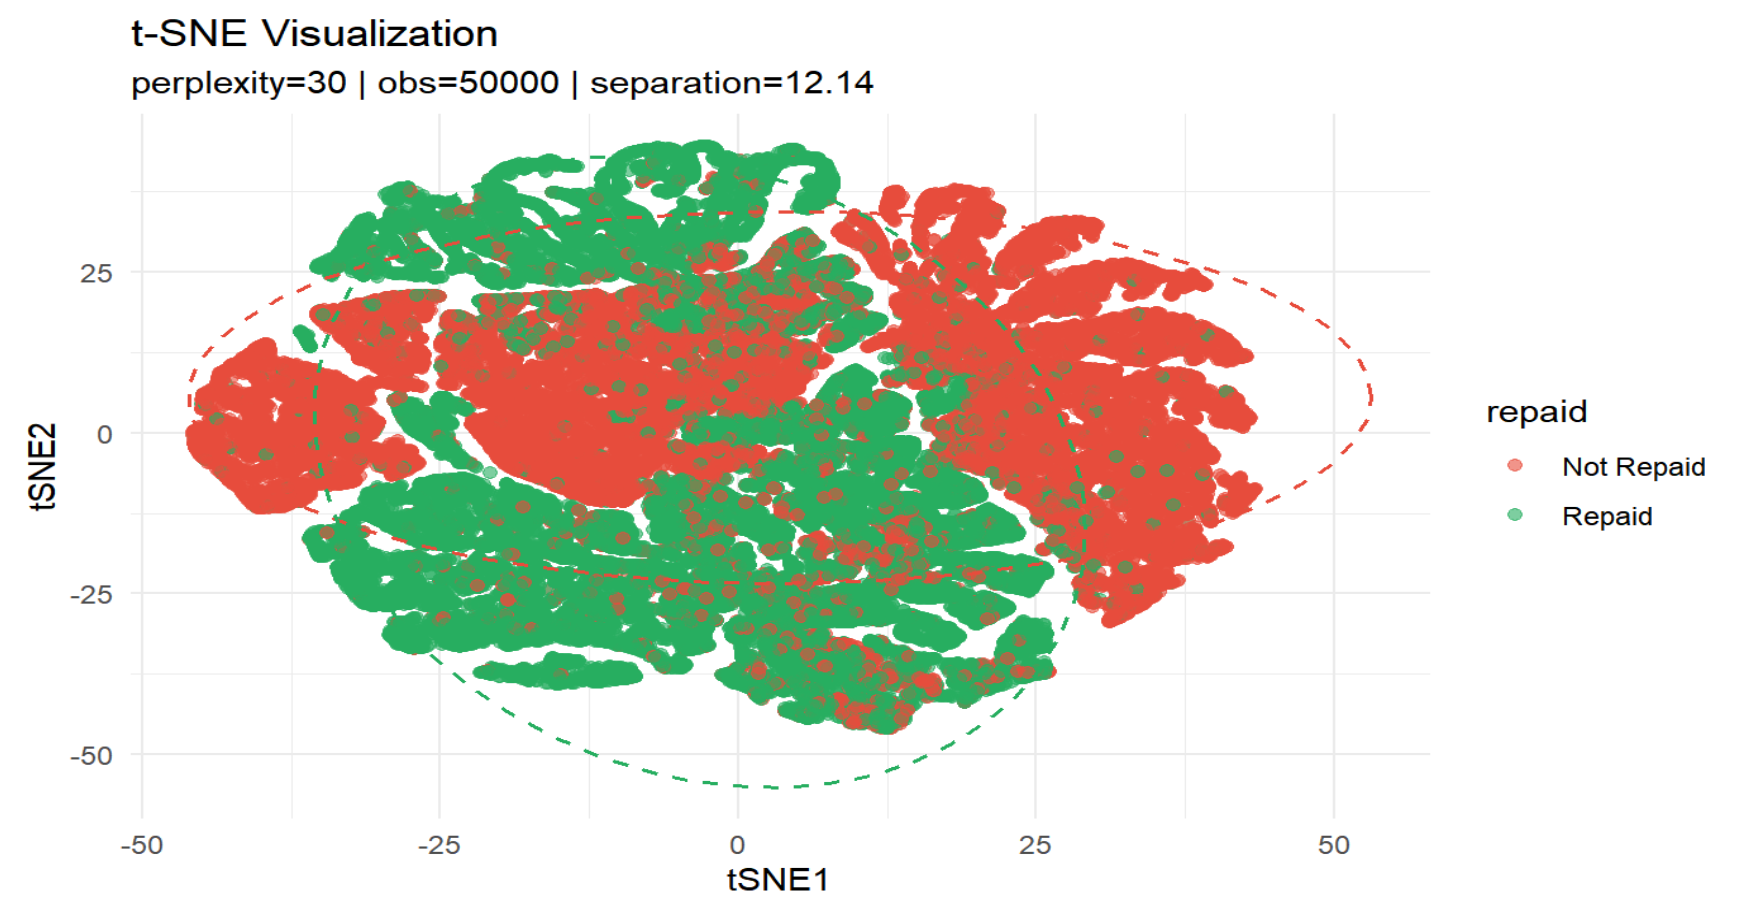 t-SNE Visualization
perplexity=30 | obs=50000 | separation=12.14
25
0
-25
-50
tSNE2
-50
-25
0
25
50
tSNE1
repaid
Not Repaid
Repaid